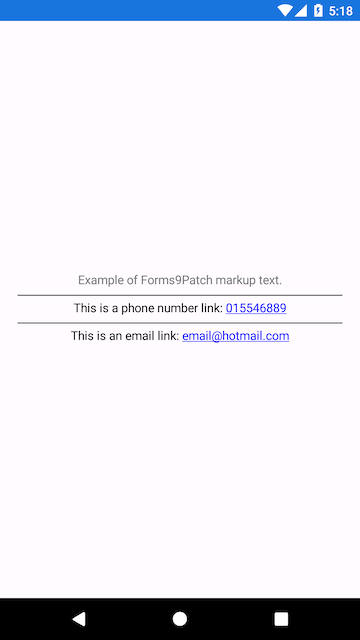 5:18
Example of Forms9Patch markup text.
This is a phone number link: 015546889
This is an email link: email@hotmail.com